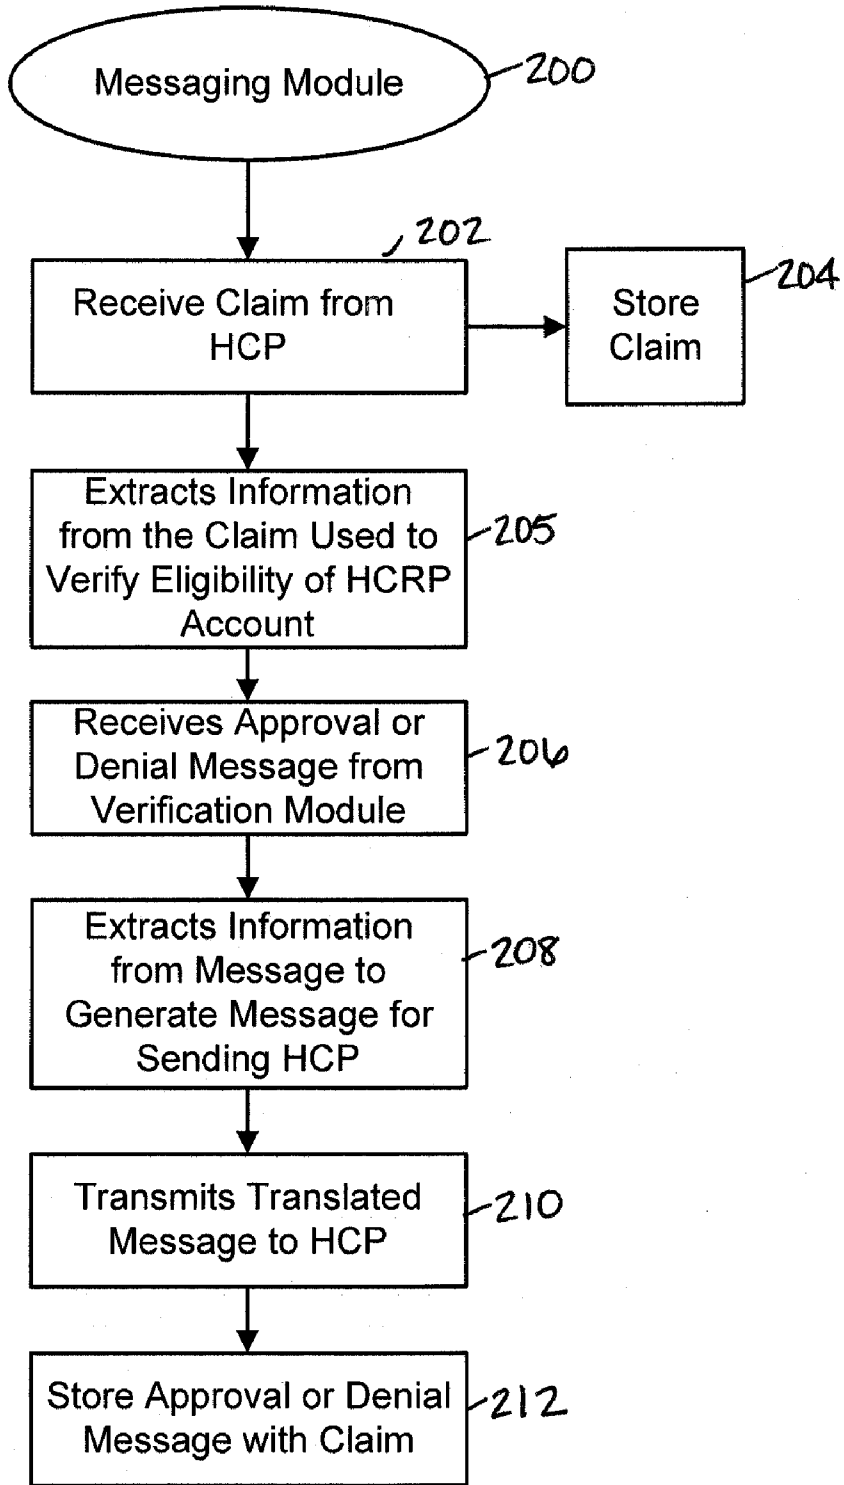 Messaging Module
200
202
Receive Claim from
HCP
204
Store
Claim
Extracts Information
from the Claim Used to
Verify Eligibility of HCRP
Account
205
Receives Approval or
Denial Message from
Verification Module
206
Extracts Information
from Message to
Generate Message for
Sending HCP
208
Transmits Translated
Message to HCP
210
Store Approval or Denial
Message with Claim
212